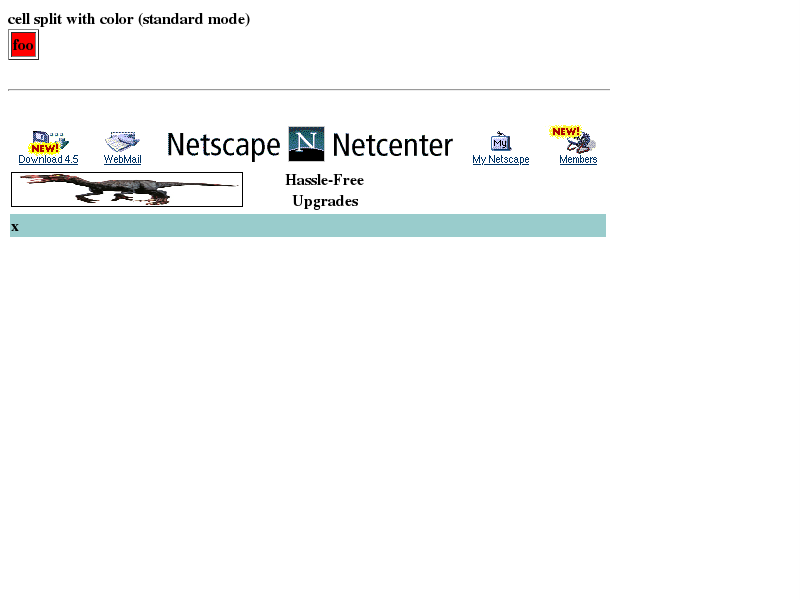 cell split with color (standard mode)
foo
NEW!
Download 4.5
WebMail
Netscape N Netcenter
My
My Netscape
NEW!
Members
Hassle-Free
Upgrades
x